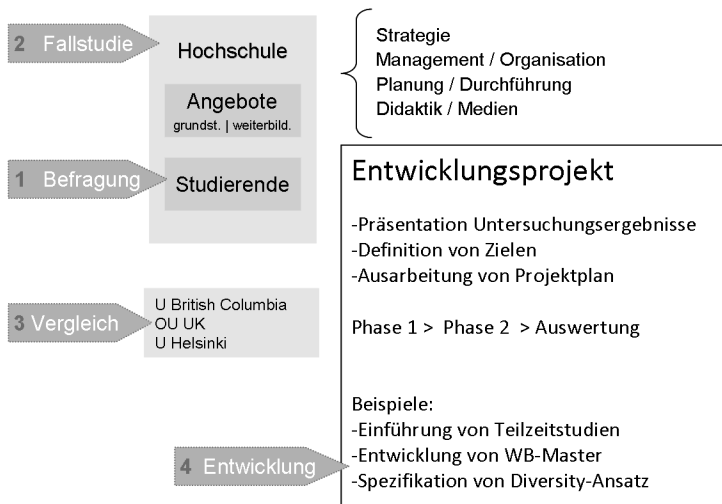 2 Fallstudie
Hochschule
Angebote
grundst. | weiterbild.
1 Befragung
Studierende
Strategie
Management / Organisation
Planung / Durchführung
Didaktik / Medien
3 Vergleich
U British Columbia
OU UK
U Helsinki
Entwicklungsprojekt
-Präsentation Untersuchungsergebnisse
-Definition von Zielen
-Ausarbeitung von Projektplan
Phase 1 > Phase 2 > Auswertung
Beispiele:
-Einführung von Teilzeitstudien
-Entwicklung von WB-Master
-Spezifikation von Diversity-Ansatz
4 Entwicklung